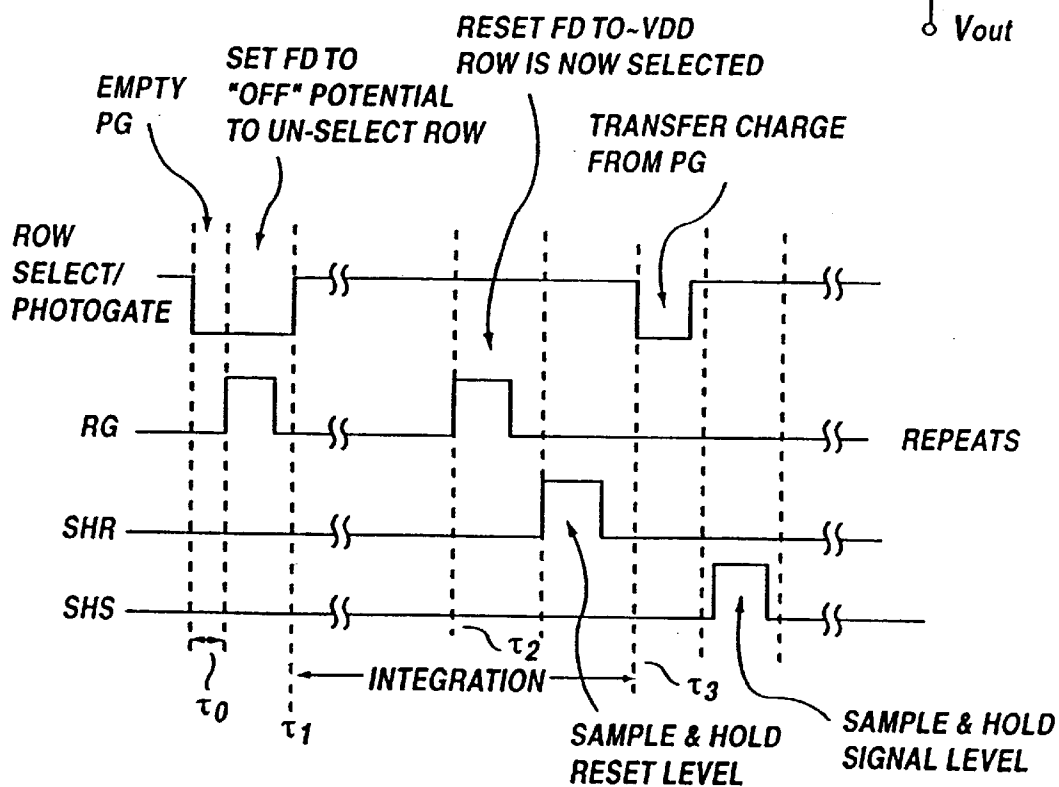 Vout
RESET FD TO~VDD
ROW IS NOW SELECTED
SET FD TO
"OFF" POTENTIAL
TO UN-SELECT ROW
EMPTY
PG
TRANSFER CHARGE
FROM PG
ROW
SELECT/
PHOTOGATE
RG
REPEATS
SHR
SHS
τ0
τ1
INTEGRATION
τ2
τ3
SAMPLE & HOLD
RESET LEVEL
SAMPLE & HOLD
SIGNAL LEVEL